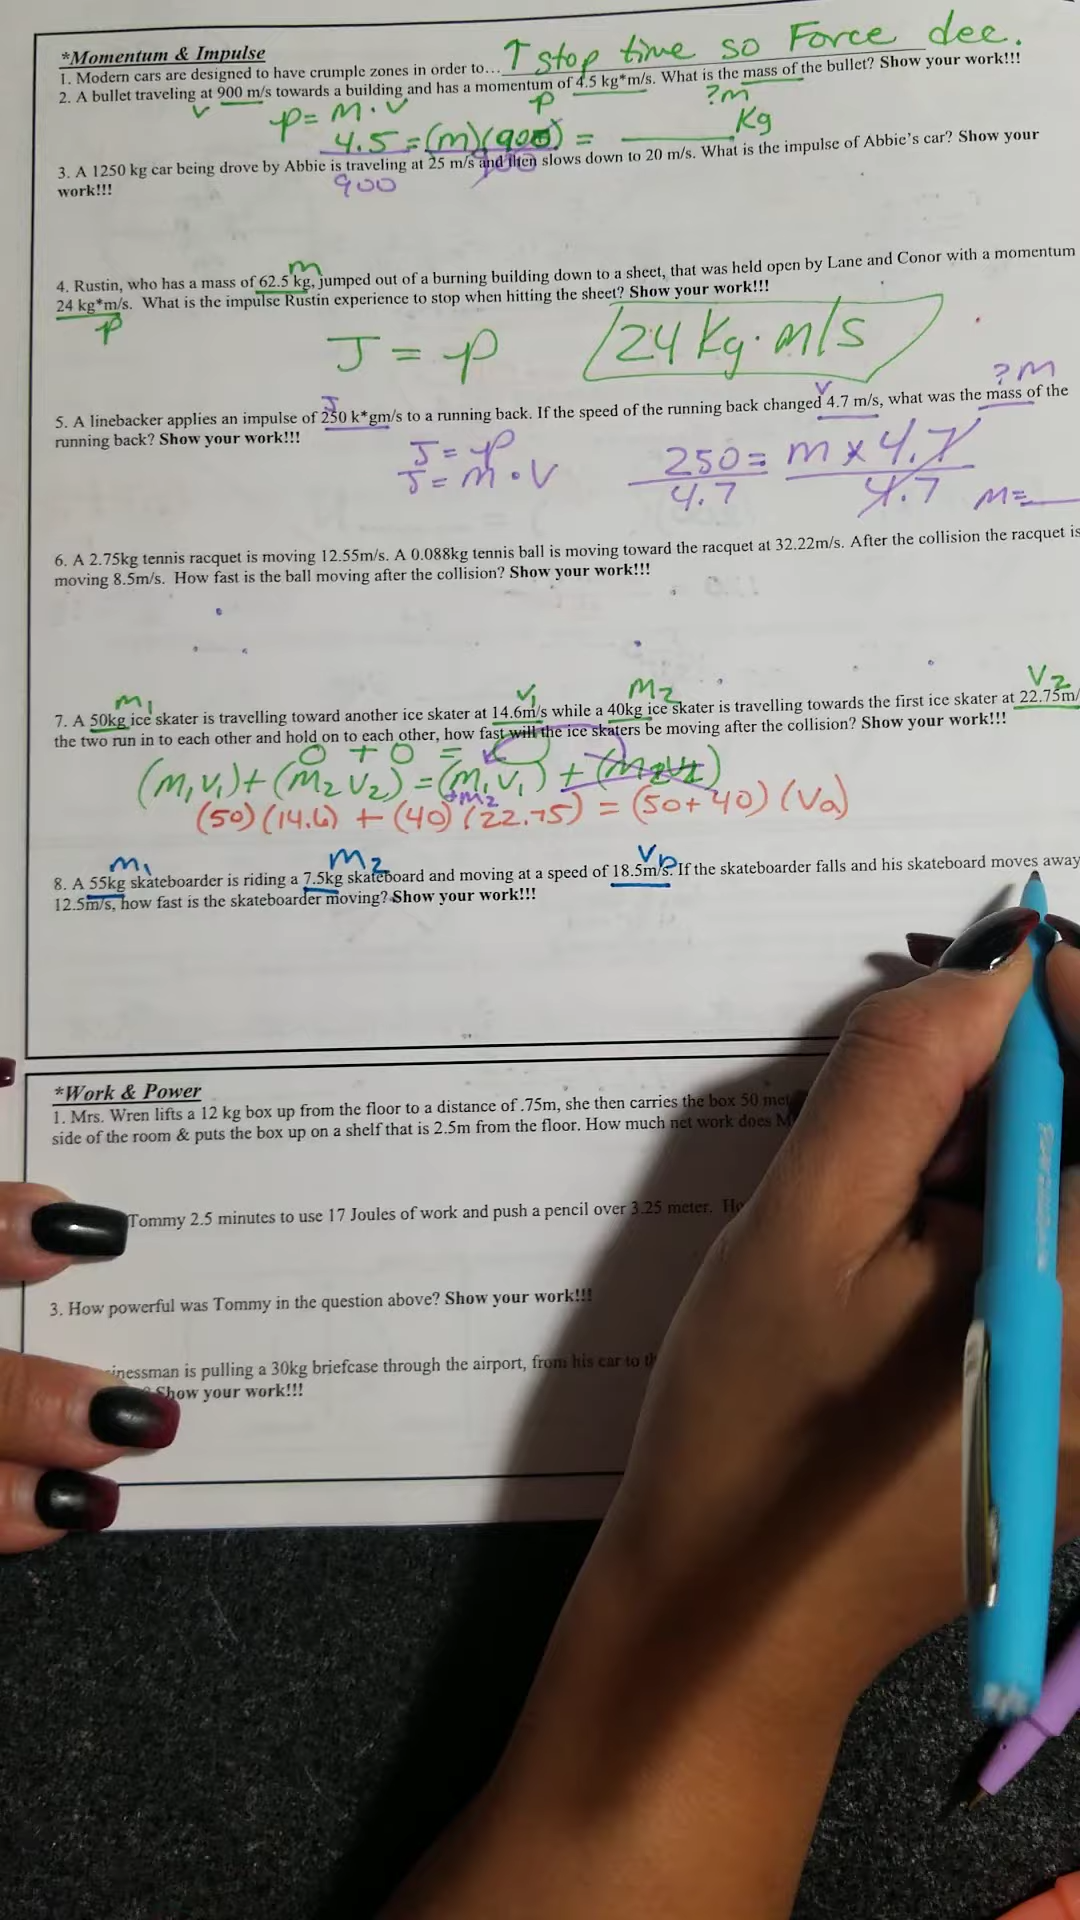 *Momentum & Impulse
↑ stop time so Force dec.
1. Modern cars are designed to have crumple zones in order to…
2. A bullet traveling at 900 m/s towards a building and has a momentum of 4.5 kg*m/s. What is the mass of the bullet? Show your work!!!
v p ?m
p = m · v
4.5 = (m)(900) = ______ Kg
900 900
3. A 1250 kg car being drove by Abbie is traveling at 25 m/s and then slows down to 20 m/s. What is the impulse of Abbie's car? Show your
work!!!
m
4. Rustin, who has a mass of 62.5 kg, jumped out of a burning building down to a sheet, that was held open by Lane and Conor with a momentum
24 kg*m/s. What is the impulse Rustin experience to stop when hitting the sheet? Show your work!!!
p
J = p 24 Kg·m/s
J v ?m
5. A linebacker applies an impulse of 250 k*gm/s to a running back. If the speed of the running back changed 4.7 m/s, what was the mass of the
running back? Show your work!!!
J = p
J = m · v
250 = m x 4.7
4.7 4.7 m=
6. A 2.75kg tennis racquet is moving 12.55m/s. A 0.088kg tennis ball is moving toward the racquet at 32.22m/s. After the collision the racquet is
moving 8.5m/s. How fast is the ball moving after the collision? Show your work!!!
m1 v1 m2 V2
7. A 50kg ice skater is travelling toward another ice skater at 14.6m/s while a 40kg ice skater is travelling towards the first ice skater at 22.75m/
the two run in to each other and hold on to each other, how fast will the ice skaters be moving after the collision? Show your work!!!
0 + 0 =
(m1v1)+(m2v2)=(m1v1)+(m2v2)
+m2
(50)(14.6) + (40)(22.75) = (50+40)(Va)
m1 m2 Vb
8. A 55kg skateboarder is riding a 7.5kg skateboard and moving at a speed of 18.5m/s. If the skateboarder falls and his skateboard moves away
12.5m/s, how fast is the skateboarder moving? Show your work!!!
*Work & Power
1. Mrs. Wren lifts a 12 kg box up from the floor to a distance of .75m, she then carries the box 50
side of the room & puts the box up on a shelf that is 2.5m from the floor. How much net work does
Tommy 2.5 minutes to use 17 Joules of work and push a pencil over 3.25 meter.
3. How powerful was Tommy in the question above? Show your work!!!
is pulling a 30kg briefcase through the airport, from his car to
Show your work!!!